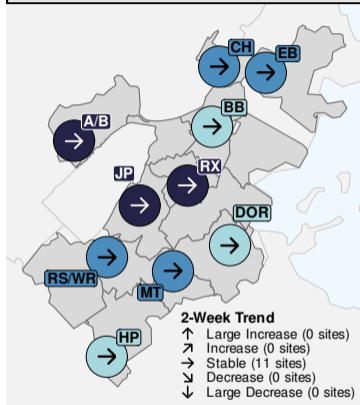 CH
EB
BB
A/B
RX
JP
DOR
RS/WR
MT
HP
2-Week Trend
↑ Large Increase (0 sites)
↗ Increase (0 sites)
→ Stable (11 sites)
↘ Decrease (0 sites)
↓ Large Decrease (0 sites)